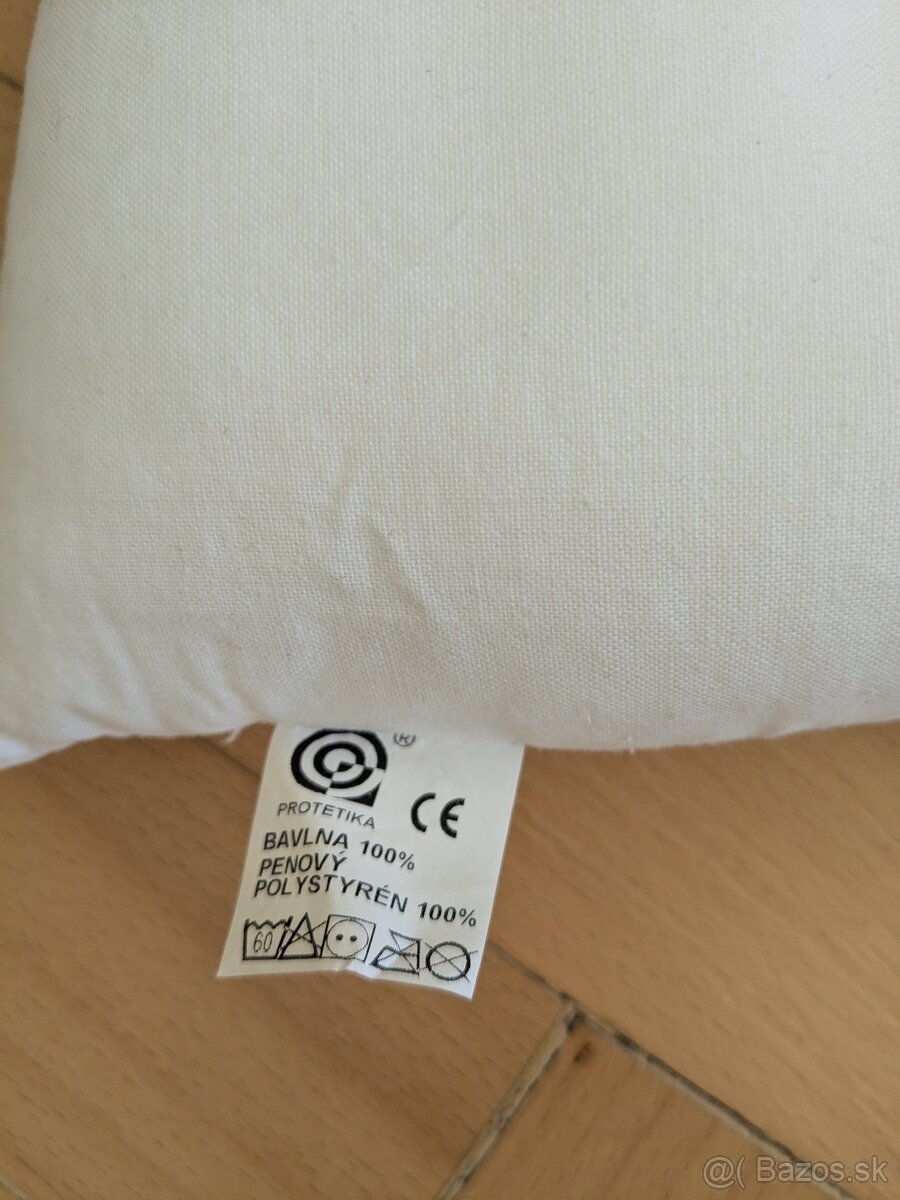 ®
PROTETIKA
CE
BAVLNA 100%
PENOVÝ
POLYSTYRÉN 100%
60
@( Bazos.sk